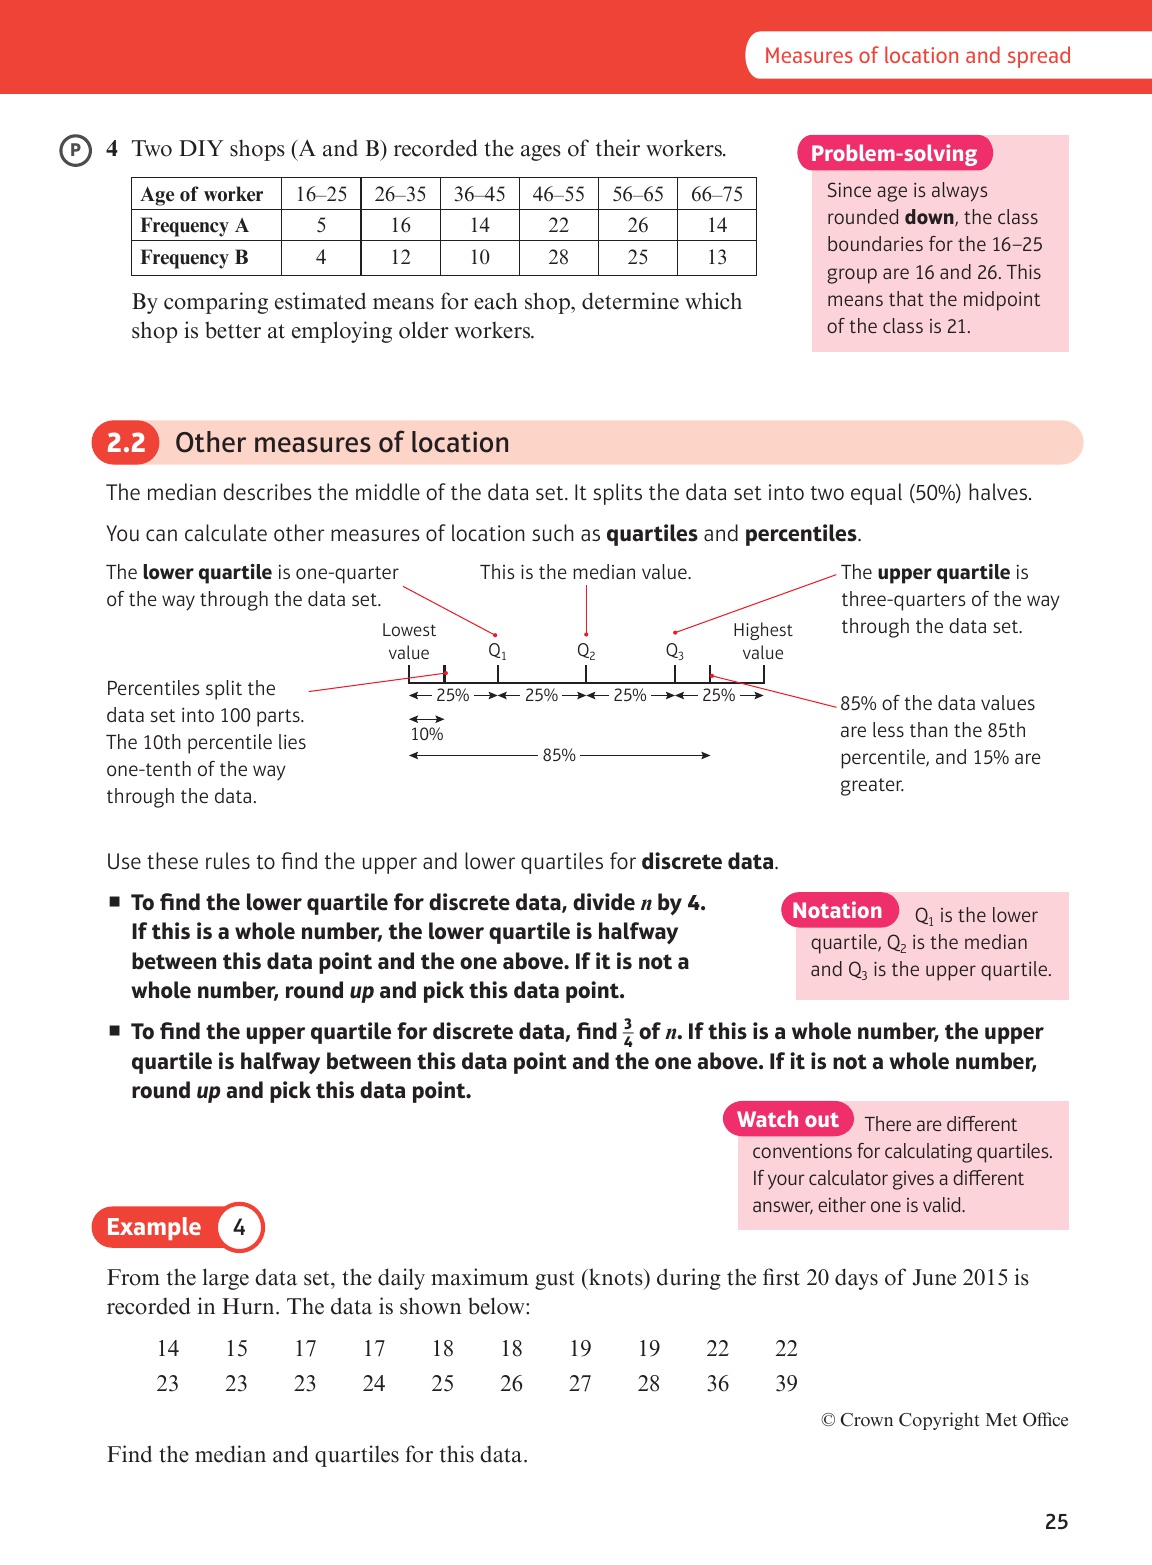 Measures of location and spread
P
4 Two DIY shops (A and B) recorded the ages of their workers.
Age of worker 16–25 26–35 36–45 46–55 56–65 66–75
Frequency A 5 16 14 22 26 14
Frequency B 4 12 10 28 25 13
By comparing estimated means for each shop, determine which
shop is better at employing older workers.
Problem-solving
Since age is always
rounded down, the class
boundaries for the 16–25
group are 16 and 26. This
means that the midpoint
of the class is 21.
2.2 Other measures of location
The median describes the middle of the data set. It splits the data set into two equal (50%) halves.
You can calculate other measures of location such as quartiles and percentiles.
The lower quartile is one-quarter
of the way through the data set.
This is the median value.
The upper quartile is
three-quarters of the way
through the data set.
Lowest
value
Q₁
Q₂
Q₃
Highest
value
25% 25% 25% 25%
10%
85%
Percentiles split the
data set into 100 parts.
The 10th percentile lies
one-tenth of the way
through the data.
85% of the data values
are less than the 85th
percentile, and 15% are
greater.
Use these rules to find the upper and lower quartiles for discrete data.
■ To find the lower quartile for discrete data, divide n by 4.
If this is a whole number, the lower quartile is halfway
between this data point and the one above. If it is not a
whole number, round up and pick this data point.
Notation Q₁ is the lower
quartile, Q₂ is the median
and Q₃ is the upper quartile.
■ To find the upper quartile for discrete data, find 3/4 of n. If this is a whole number, the upper
quartile is halfway between this data point and the one above. If it is not a whole number,
round up and pick this data point.
Watch out There are different
conventions for calculating quartiles.
If your calculator gives a different
answer, either one is valid.
Example 4
From the large data set, the daily maximum gust (knots) during the first 20 days of June 2015 is
recorded in Hurn. The data is shown below:
14 15 17 17 18 18 19 19 22 22
23 23 23 24 25 26 27 28 36 39
© Crown Copyright Met Office
Find the median and quartiles for this data.
25